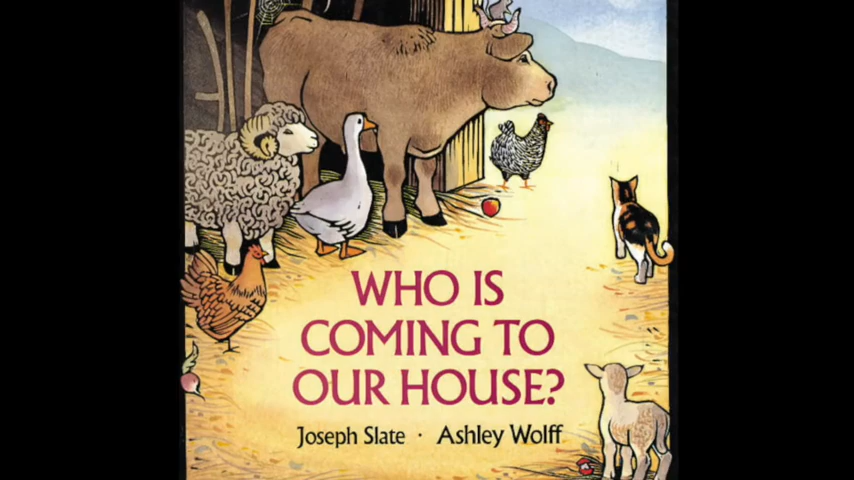 WHO IS
COMING TO
OUR HOUSE?
Joseph Slate · Ashley Wolff